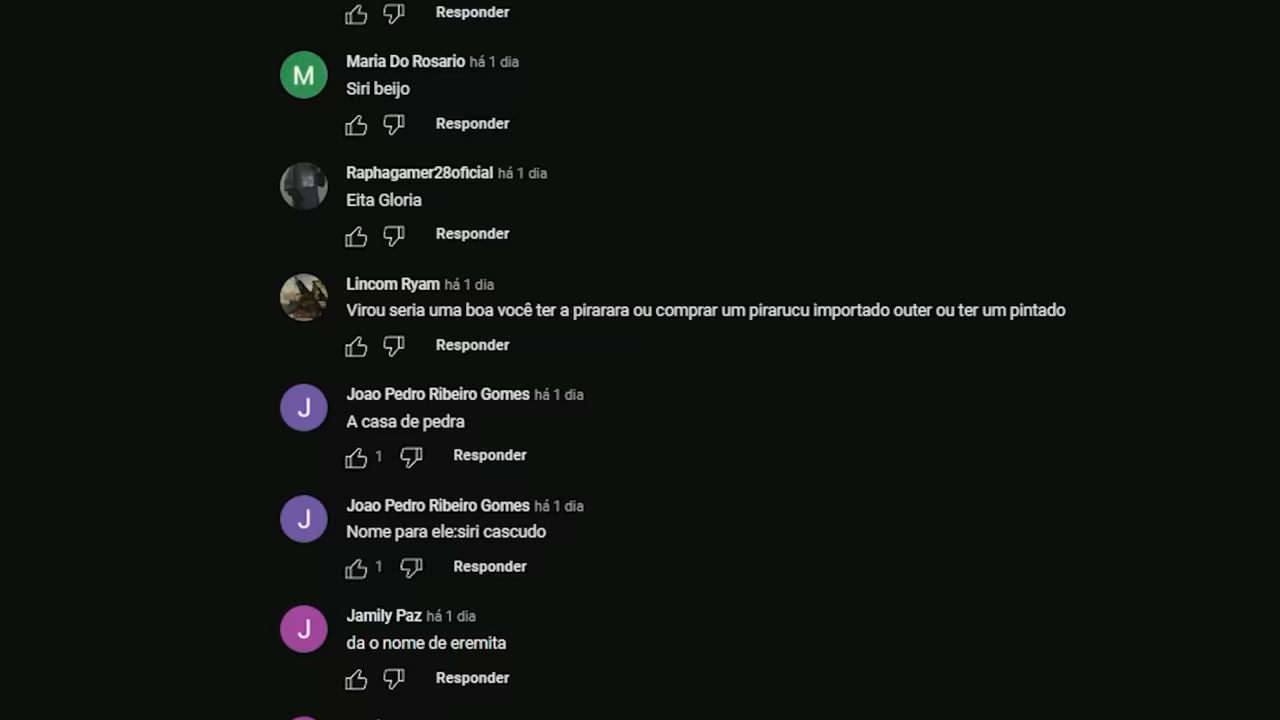 Responder
M
Maria Do Rosario há 1 dia
Siri beijo
Responder
Raphagamer28oficial há 1 dia
Eita Gloria
Responder
Lincom Ryam há 1 dia
Virou seria uma boa você ter a pirarara ou comprar um pirarucu importado outer ou ter um pintado
Responder
J
Joao Pedro Ribeiro Gomes há 1 dia
A casa de pedra
1 Responder
J
Joao Pedro Ribeiro Gomes há 1 dia
Nome para ele:siri cascudo
1 Responder
J
Jamily Paz há 1 dia
da o nome de eremita
Responder